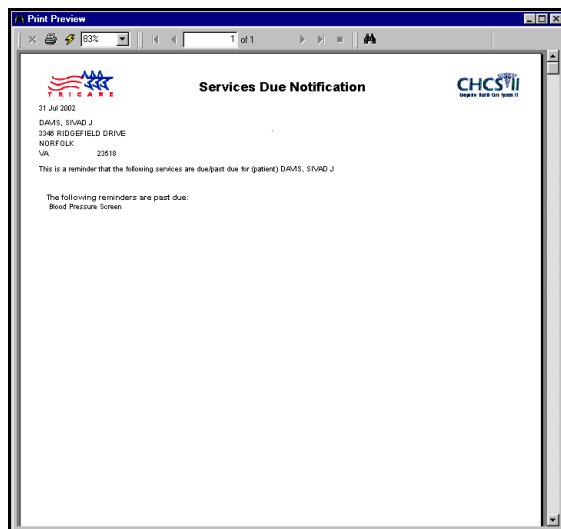 Print Preview
83% 1 of 1
TRICARE
Services Due Notification
CHCSII
Composite Health Care System II
31 Jul 2002
DAVIS, SIVAD J
3346 RIDGEFIELD DRIVE
NORFOLK
VA 23518
This is a reminder that the following services are due/past due for (patient) DAVIS, SIVAD J
The following reminders are past due:
Blood Pressure Screen